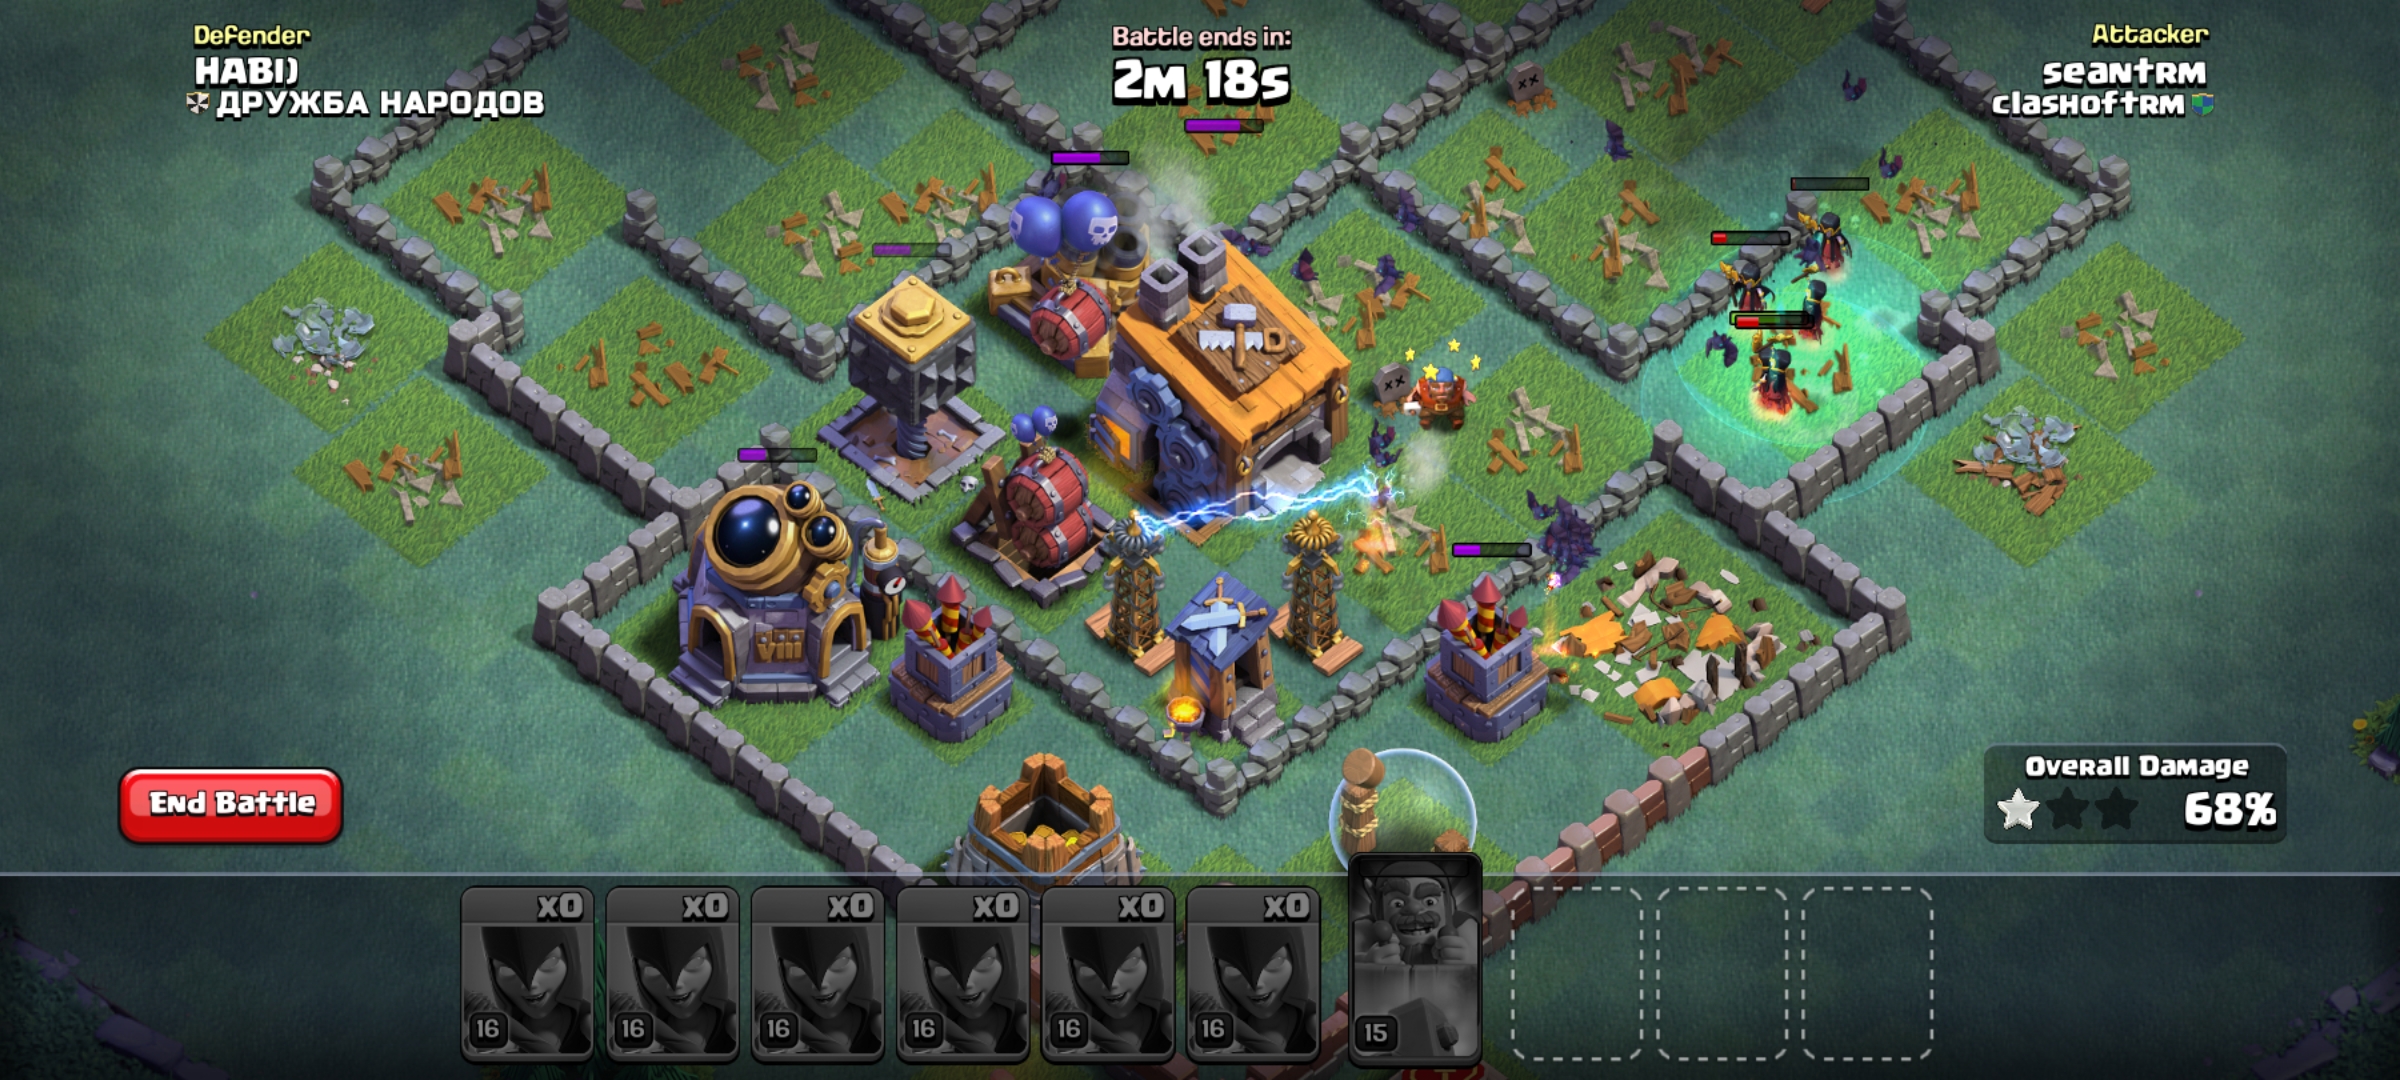 Defender
HABI)
ДРУЖБА НАРОДОВ
Battle ends in:
2M 18s
Attacker
seantRM
clashoftRM
VIII
End Battle
Overall Damage
68%
x0 x0 x0 x0 x0 x0
16 16 16 16 16 16 15